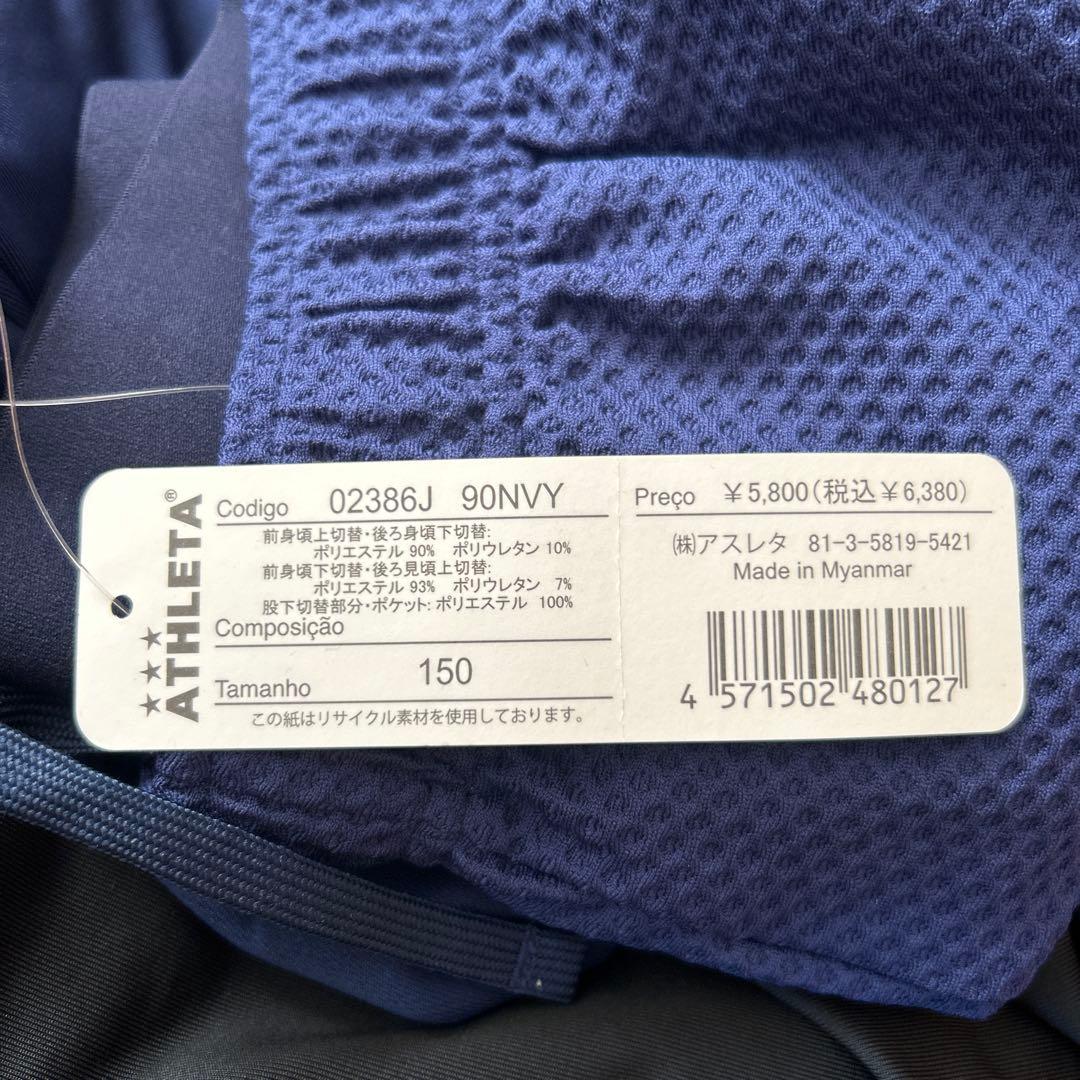 ATHLETA®
Codigo 02386J 90NVY
前身頃上切替・後ろ身頃下切替:
ポリエステル 90% ポリウレタン 10%
前身頃下切替・後ろ見頃上切替:
ポリエステル 93% ポリウレタン 7%
股下切替部分・ポケット: ポリエステル 100%
Composição
Tamanho 150
この紙はリサイクル素材を使用しております。
Preço ￥5,800(税込￥6,380)
㈱アスレタ 81-3-5819-5421
Made in Myanmar
4 571502 480127